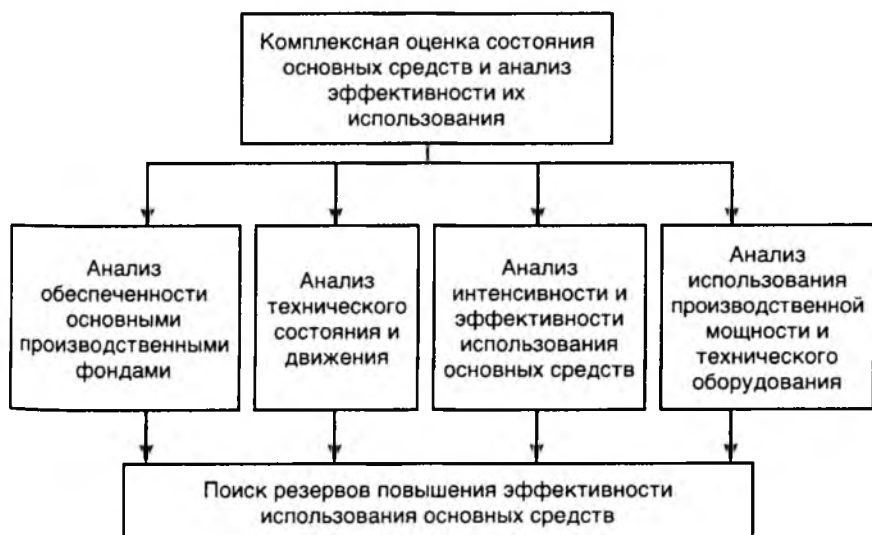 Комплексная оценка состояния
основных средств и анализ
эффективности их
использования
Анализ
обеспеченности
основными
производственными
фондами
Анализ
технического
состояния и
движения
Анализ
интенсивности и
эффективности
использования
основных средств
Анализ
использования
производственной
мощности и
технического
оборудования
Поиск резервов повышения эффективности
использования основных средств